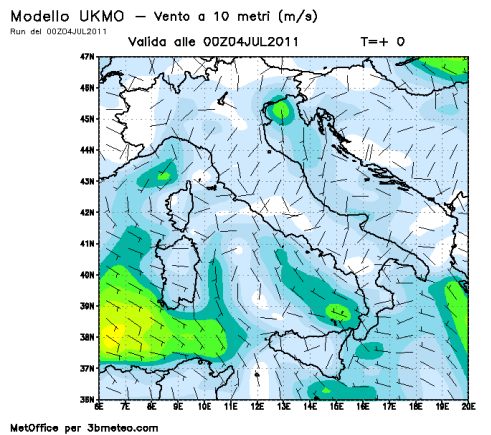 Modello UKMO - Vento a 10 metri (m/s)
Run del 00Z04JUL2011
Valida alle 00Z04JUL2011 T=+ 0
47N
46N
45N
44N
43N
42N
41N
40N
39N
38N
37N
36N
35N
6E 7E 8E 9E 10E 11E 12E 13E 14E 15E 16E 17E 18E 19E 20E
MetOffice per 3bmeteo.com